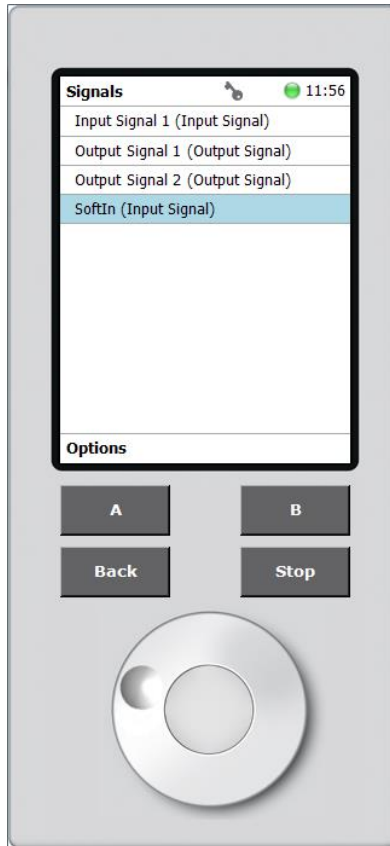 Signals 11:56
Input Signal 1 (Input Signal)
Output Signal 1 (Output Signal)
Output Signal 2 (Output Signal)
SoftIn (Input Signal)
Options
A B
Back Stop